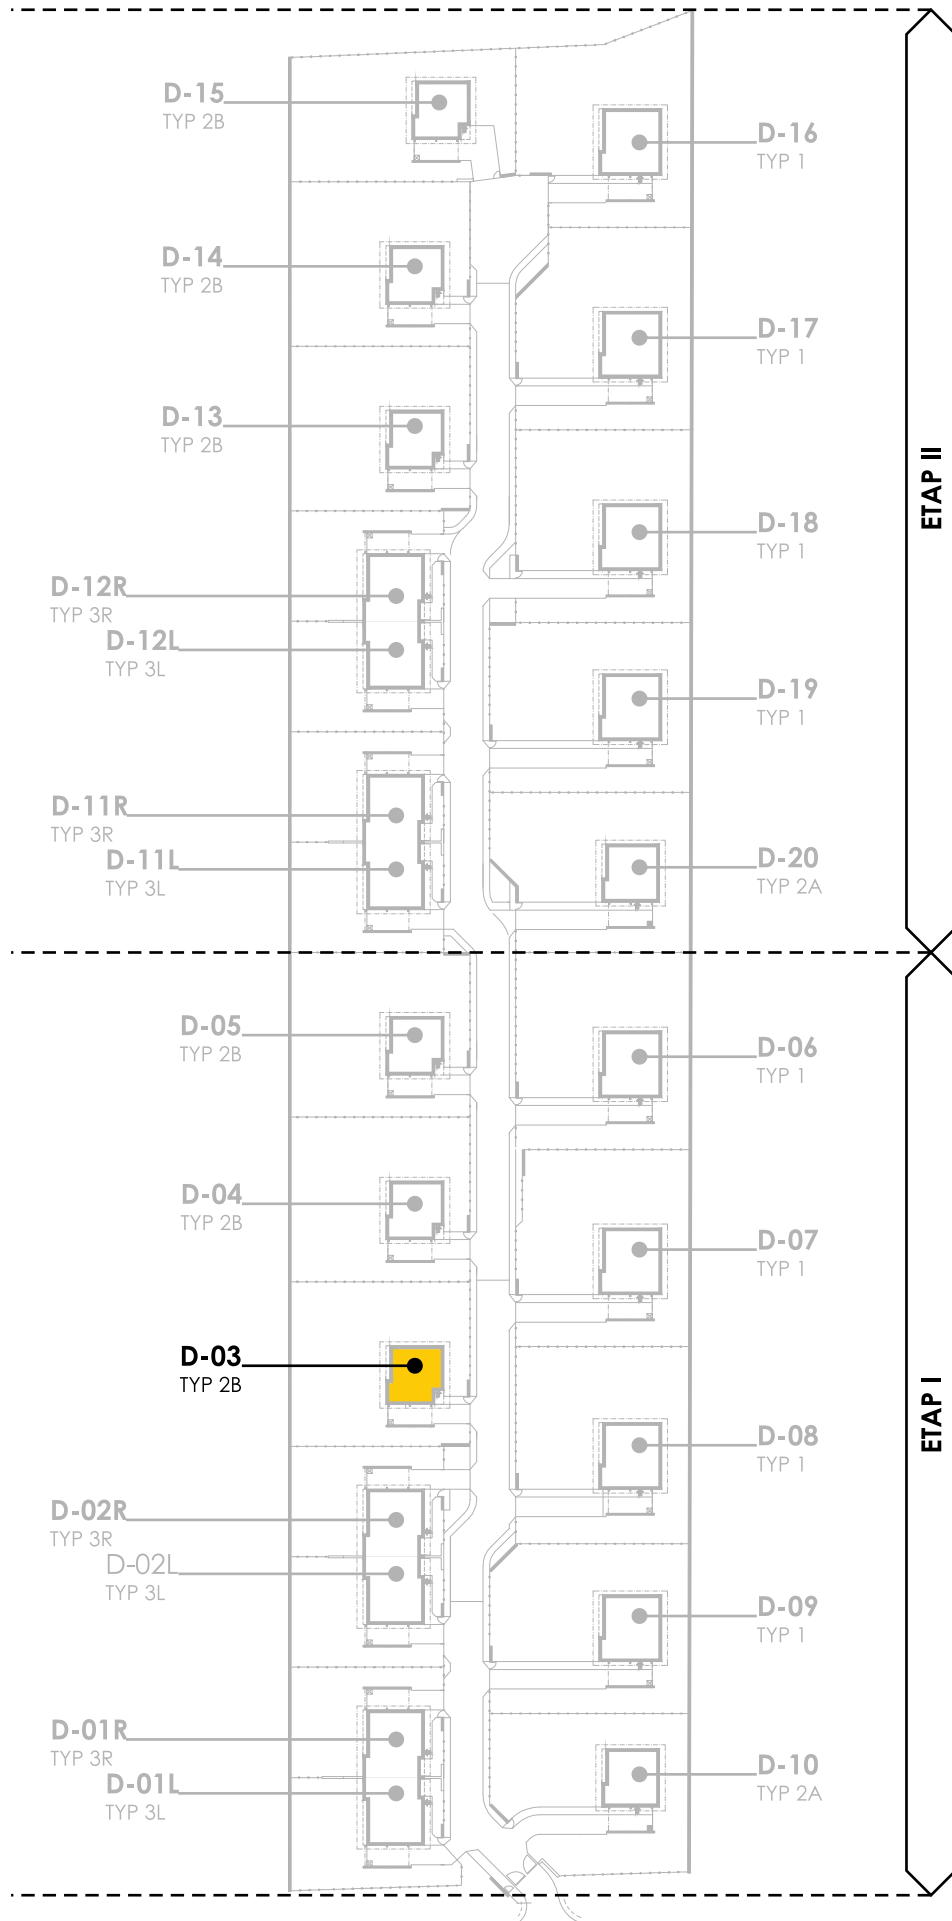 D-15
TYP 2B
D-16
TYP 1
D-14
TYP 2B
D-17
TYP 1
D-13
TYP 2B
D-18
TYP 1
ETAP II
D-12R
TYP 3R
D-12L
TYP 3L
D-19
TYP 1
D-11R
TYP 3R
D-11L
TYP 3L
D-20
TYP 2A
D-05
TYP 2B
D-06
TYP 1
D-04
TYP 2B
D-07
TYP 1
D-03
TYP 2B
ETAP I
D-08
TYP 1
D-02R
TYP 3R
D-02L
TYP 3L
D-09
TYP 1
D-01R
TYP 3R
D-01L
TYP 3L
D-10
TYP 2A